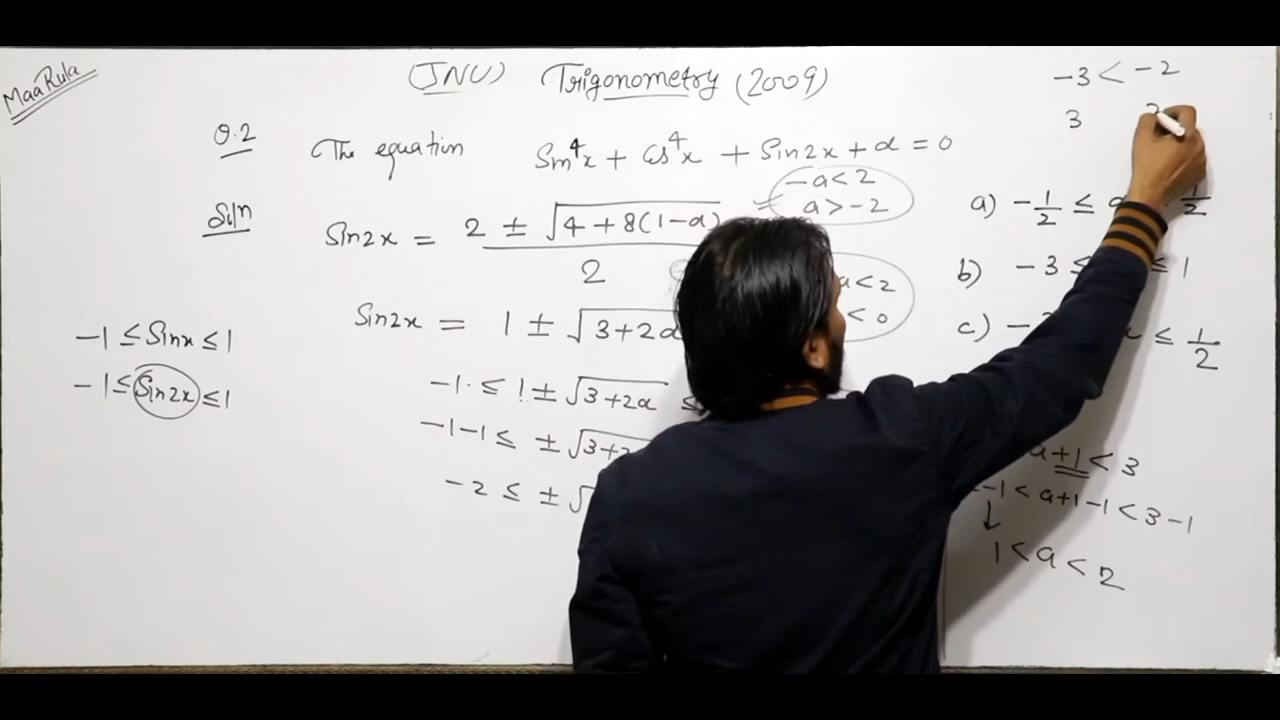 MaaRula
(JNU) Trigonometry (2009)
Q.2 The equation Sin⁴x + Cos⁴x + Sin2x + α = 0
Soln
Sin2x = 2 ± √4 + 8(1-α)
2
Sin2x = 1 ± √3+2α
-1 ≤ 1 ± √3+2α ≤
-1-1 ≤ ± √3+2
-2 ≤ ± √
-1 ≤ Sinx ≤ 1
-1 ≤ Sin2x ≤ 1
-a < 2
a > -2
a < 2
< 0
-3 < -2
3
a) -1/2 ≤ 1/2
b) -3 ≤ ≤ 1
c) - ≤ 1/2
a+1 < 3
-1 < a+1-1 < 3-1
1 < a < 2